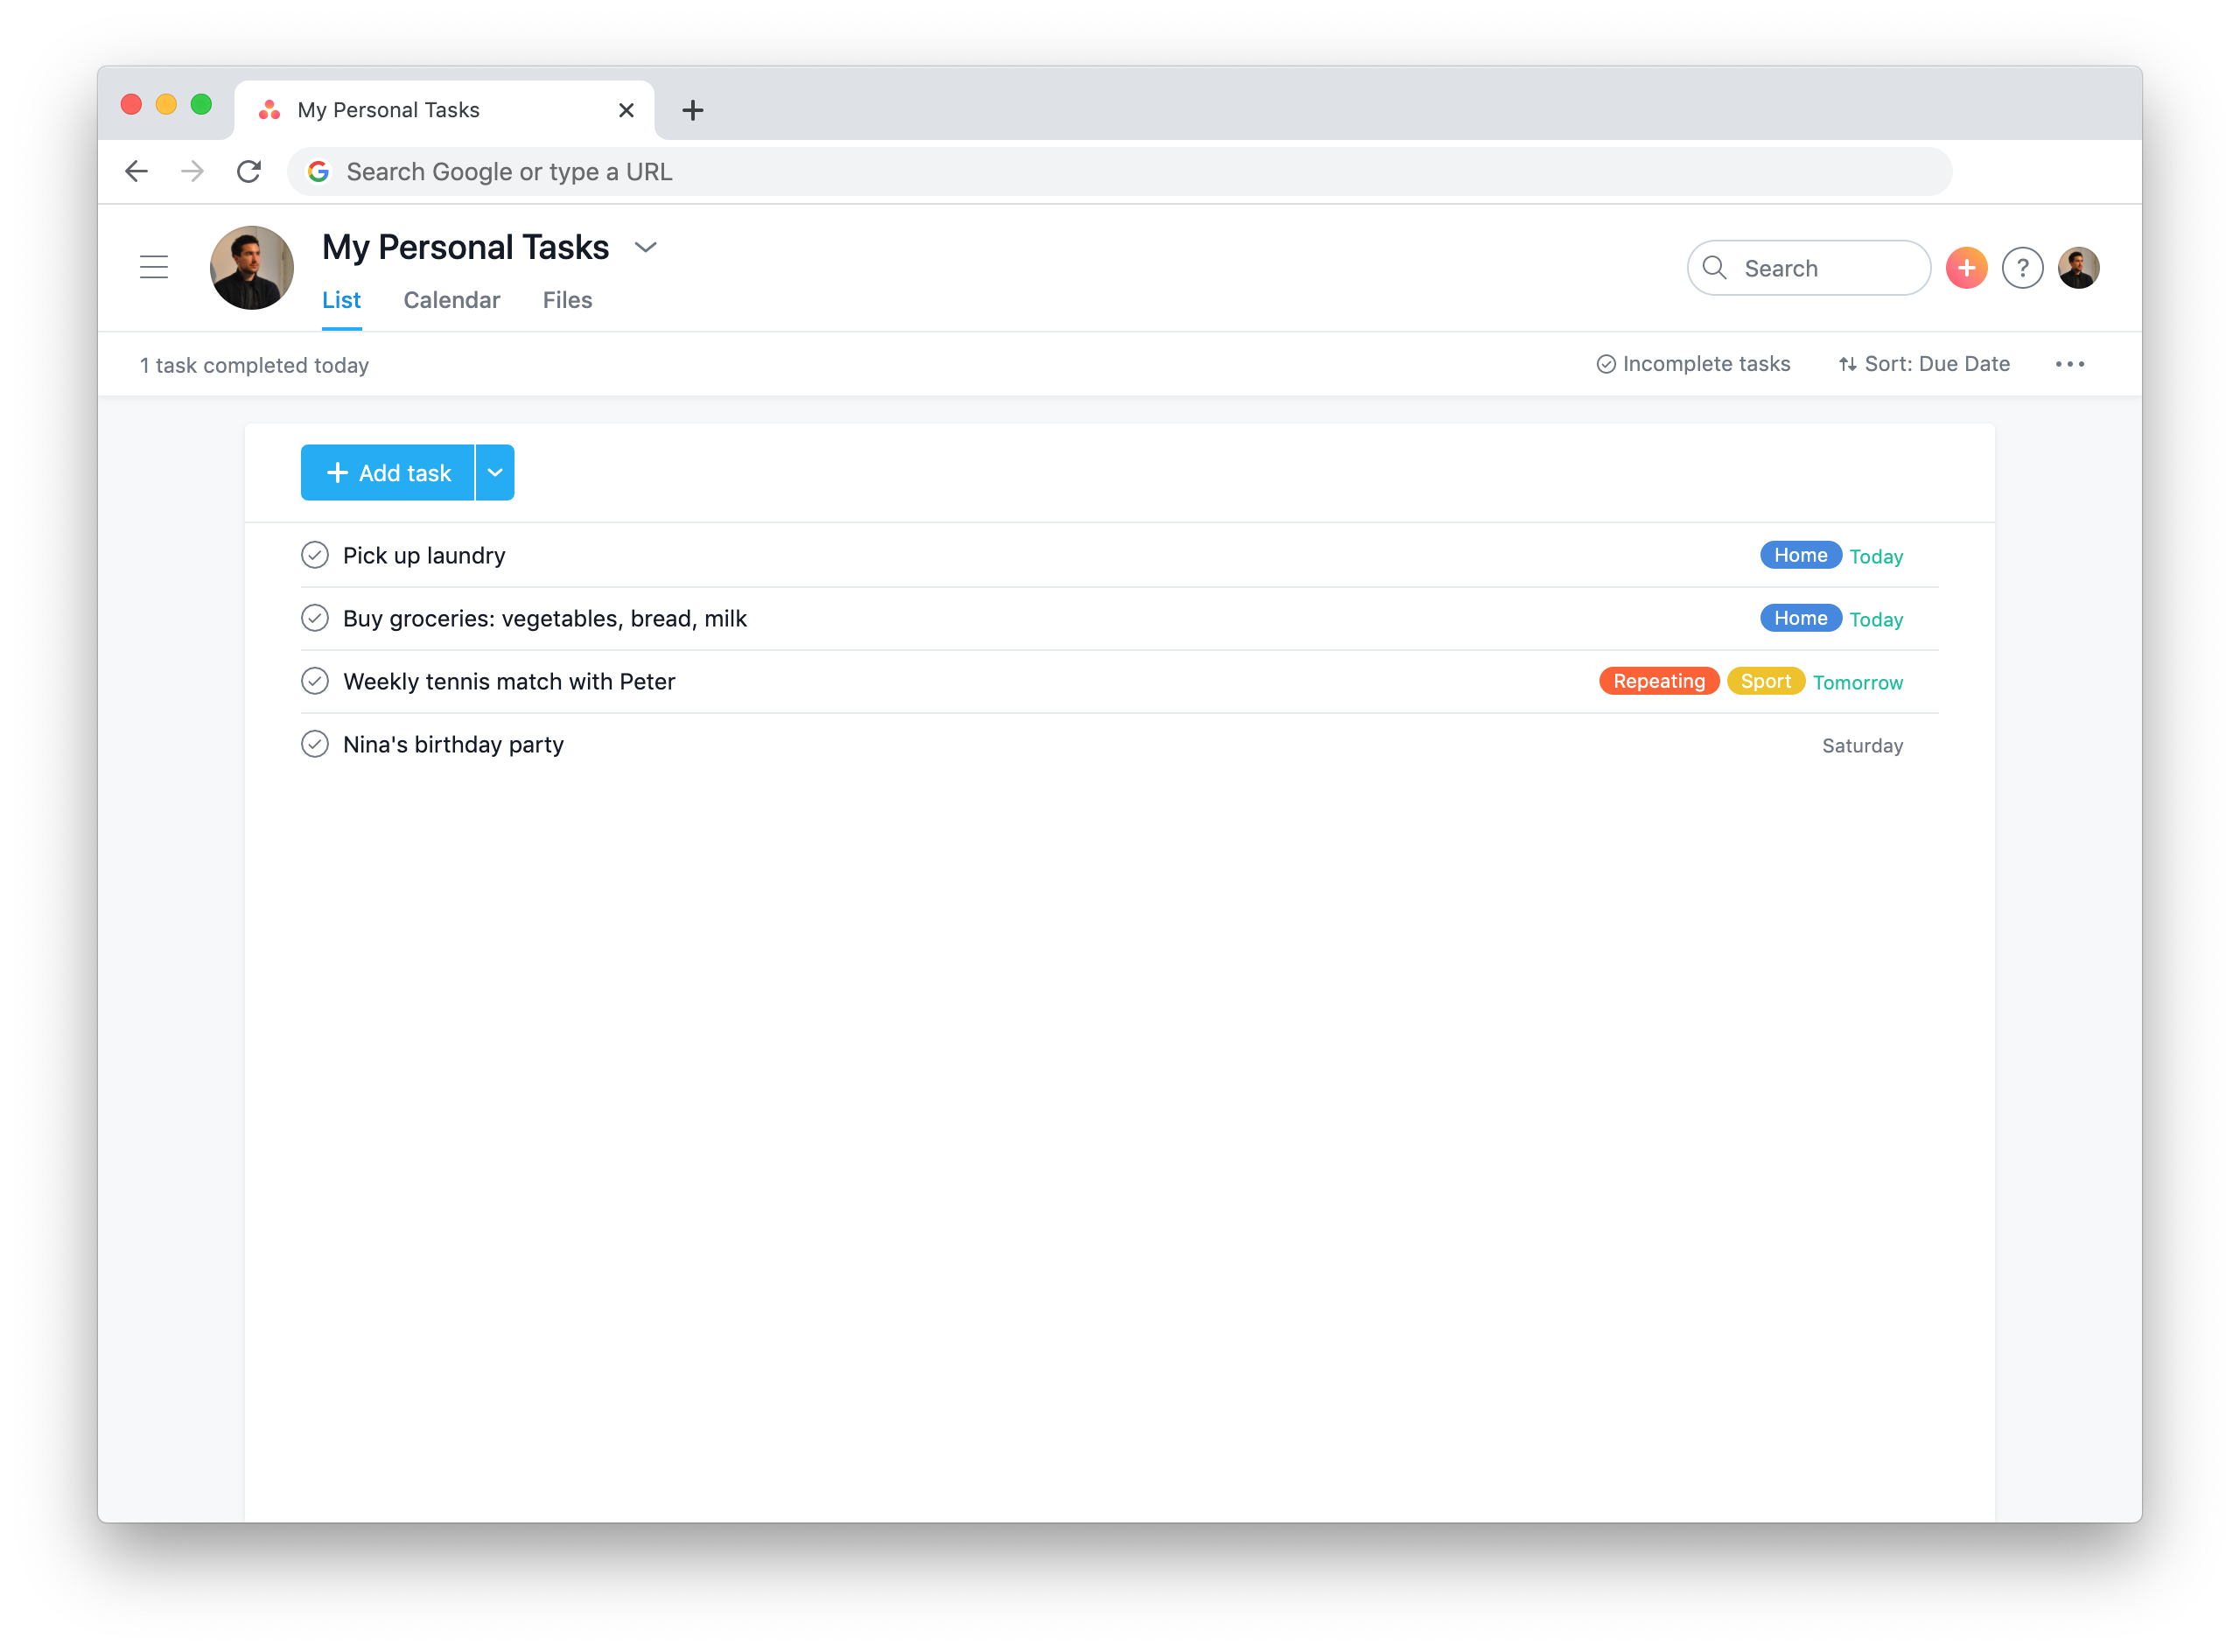 My Personal Tasks
Search Google or type a URL
My Personal Tasks
List Calendar Files
Search ?
1 task completed today Incomplete tasks Sort: Due Date
Add task
Pick up laundry Home Today
Buy groceries: vegetables, bread, milk Home Today
Weekly tennis match with Peter Repeating Sport Tomorrow
Nina's birthday party Saturday